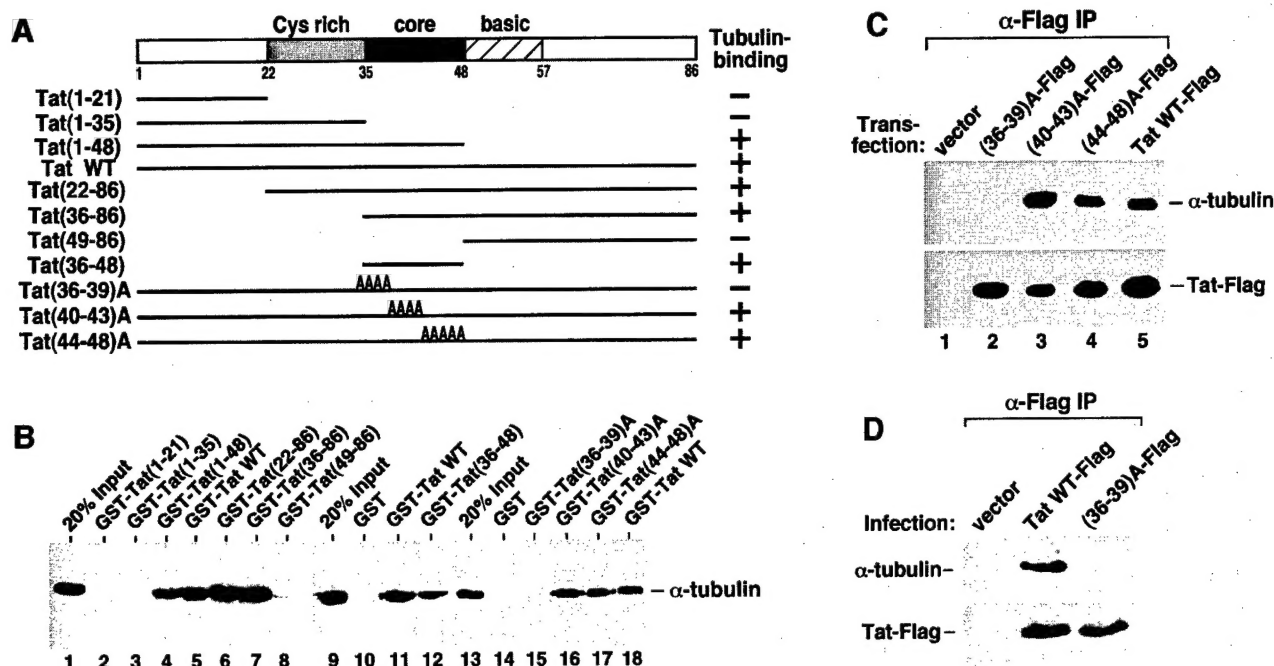 A
Cys rich core basic
Tubulin-
binding
1 22 35 48 57 86
Tat(1-21) −
Tat(1-35) −
Tat(1-48) +
Tat WT +
Tat(22-86) +
Tat(36-86) +
Tat(49-86) −
Tat(36-48) +
AAAA
Tat(36-39)A −
AAAA
Tat(40-43)A +
AAAAA
Tat(44-48)A +
B
20% Input
GST-Tat(1-21)
GST-Tat(1-35)
GST-Tat(1-48)
GST-Tat WT
GST-Tat(22-86)
GST-Tat(36-86)
GST-Tat(49-86)
20% Input
GST
GST-Tat WT
GST-Tat(36-48)
20% Input
GST
GST-Tat(36-39)A
GST-Tat(40-43)A
GST-Tat(44-48)A
GST-Tat WT
– α-tubulin
1 2 3 4 5 6 7 8 9 10 11 12 13 14 15 16 17 18
C
α-Flag IP
Trans-
fection:
vector
(36-39)A-Flag
(40-43)A-Flag
(44-48)A-Flag
Tat WT-Flag
– α-tubulin
– Tat-Flag
1 2 3 4 5
D
α-Flag IP
Infection:
vector
Tat WT-Flag
(36-39)A-Flag
α-tubulin–
Tat-Flag–